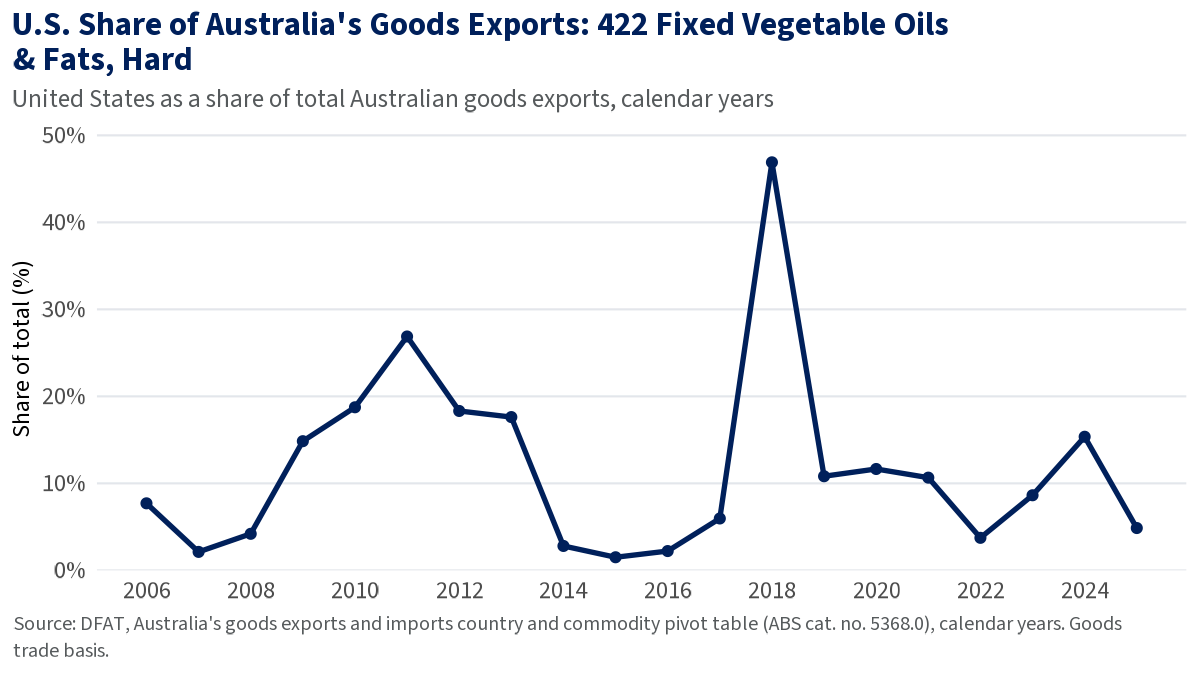 U.S. Share of Australia's Goods Exports: 422 Fixed Vegetable Oils
& Fats, Hard
United States as a share of total Australian goods exports, calendar years
Share of total (%)
50%
40%
30%
20%
10%
0%
2006 2008 2010 2012 2014 2016 2018 2020 2022 2024
Source: DFAT, Australia's goods exports and imports country and commodity pivot table (ABS cat. no. 5368.0), calendar years. Goods
trade basis.